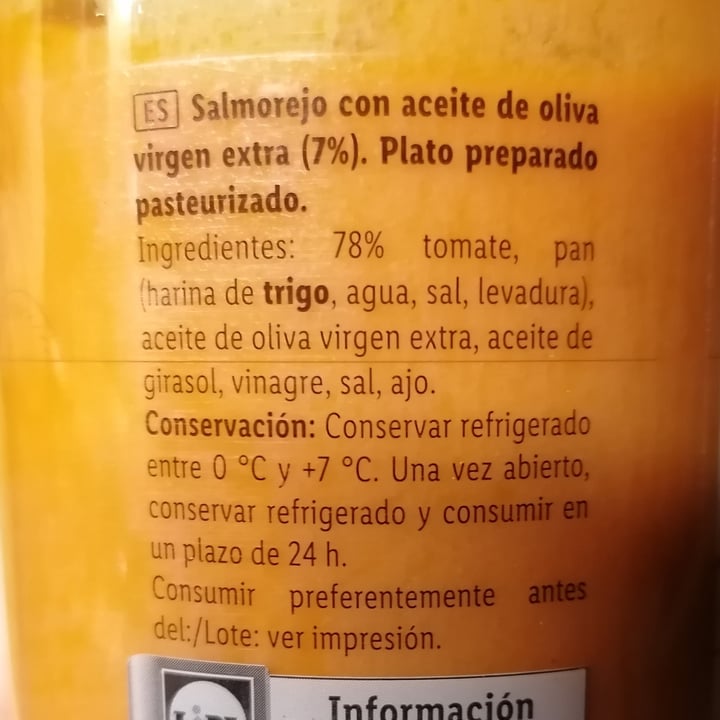 ES Salmorejo con aceite de oliva
virgen extra (7%). Plato preparado
pasteurizado.
Ingredientes: 78% tomate, pan
(harina de trigo, agua, sal, levadura),
aceite de oliva virgen extra, aceite de
girasol, vinagre, sal, ajo.
Conservación: Conservar refrigerado
entre 0 °C y +7 °C. Una vez abierto,
conservar refrigerado y consumir en
un plazo de 24 h.
Consumir preferentemente antes
del:/Lote: ver impresión.
Información